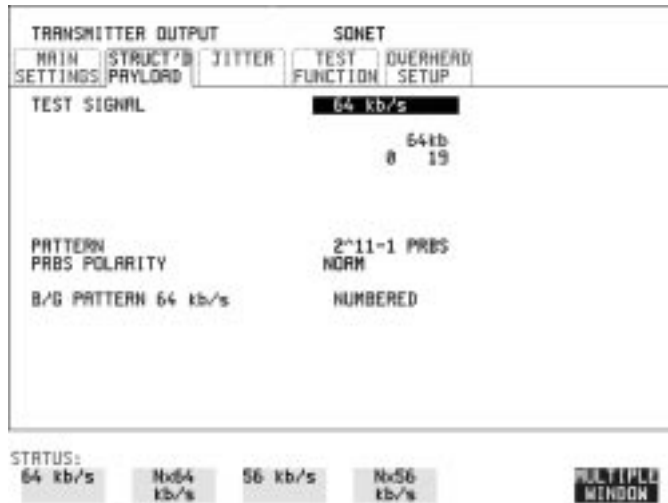 TRANSMITTER OUTPUT SONET
MAIN SETTINGS STRUCT'D PAYLOAD JITTER TEST FUNCTION OVERHEAD SETUP
TEST SIGNAL 64 kb/s
64kb
0 19
PATTERN 2^11-1 PRBS
PRBS POLARITY NORM
B/G PATTERN 64 kb/s NUMBERED
STATUS:
64 kb/s Nx64 kb/s 56 kb/s Nx56 kb/s MULTIPLE WINDOW